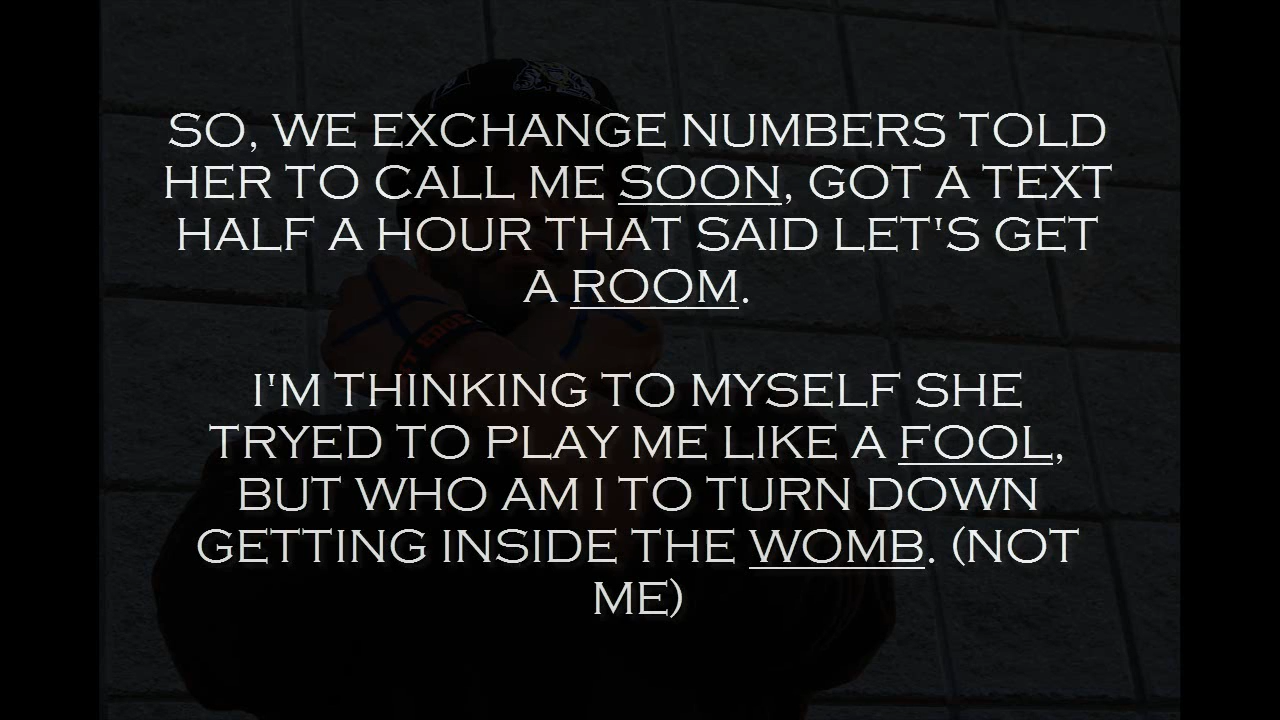 SO, WE EXCHANGE NUMBERS TOLD
HER TO CALL ME SOON, GOT A TEXT
HALF A HOUR THAT SAID LET'S GET
A ROOM.
I'M THINKING TO MYSELF SHE
TRYED TO PLAY ME LIKE A FOOL,
BUT WHO AM I TO TURN DOWN
GETTING INSIDE THE WOMB. (NOT
ME)
EDGE